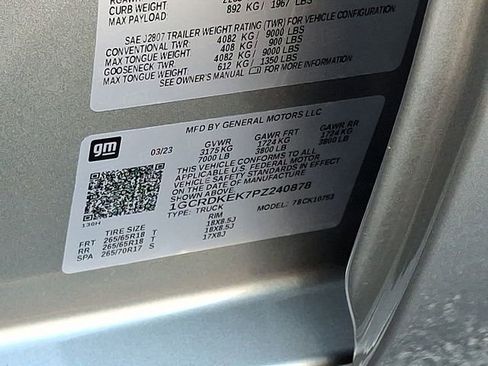 CURB WEIGHT 892 KG / 1967 LBS
MAX PAYLOAD
SAE J2807 TRAILER WEIGHT RATING (TWR) FOR VEHICLE CONFIGURATION
CONVENTIONAL TWR: 4082 KG / 9000 LBS
MAX TONGUE WEIGHT 408 KG / 900 LBS
GOOSENECK TWR: 4082 KG / 9000 LBS
MAX TONGUE WEIGHT 612 KG / 1350 LBS
SEE OWNER'S MANUAL FOR MORE INFORMATION
gm
MFD BY GENERAL MOTORS LLC
03/23 GVWR GAWR FRT GAWR RR
3175 KG 1724 KG 1724 KG
7000 LB 3800 LB 3800 LB
THIS VEHICLE CONFORMS TO ALL
APPLICABLE U.S. FEDERAL MOTOR
VEHICLE SAFETY STANDARDS IN EFFECT
ON THE DATE OF MANUFACTURE
SHOWN ABOVE.
1GCRDKEK7PZ240878
TYPE: TRUCK MODEL: 18CK10753
130H
TIRE SIZE RIM
FRT 265/65R18 T 18X8.5J
RR 265/65R18 T 18X8.5J
SPA 265/70R17 S 17X8J